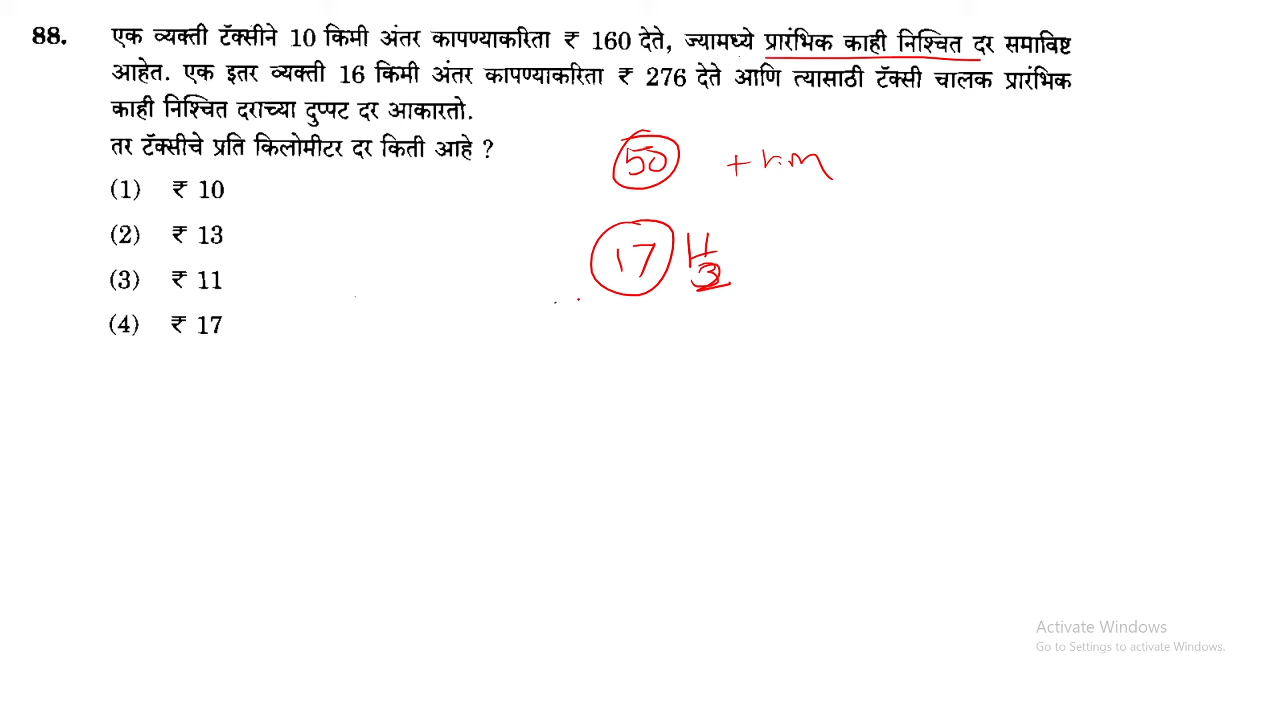 88. एक व्यक्ती टॅक्सीने 10 किमी अंतर कापण्याकरिता ₹ 160 देते, ज्यामध्ये प्रारंभिक काही निश्चित दर समाविष्ट
आहेत. एक इतर व्यक्ती 16 किमी अंतर कापण्याकरिता ₹ 276 देते आणि त्यासाठी टॅक्सी चालक प्रारंभिक
काही निश्चित दराच्या दुप्पट दर आकारतो.
तर टॅक्सीचे प्रति किलोमीटर दर किती आहे ?
50
(1) ₹ 10
(2) ₹ 13
17
(3) ₹ 11
(4) ₹ 17
Activate Windows
Go to Settings to activate Windows.